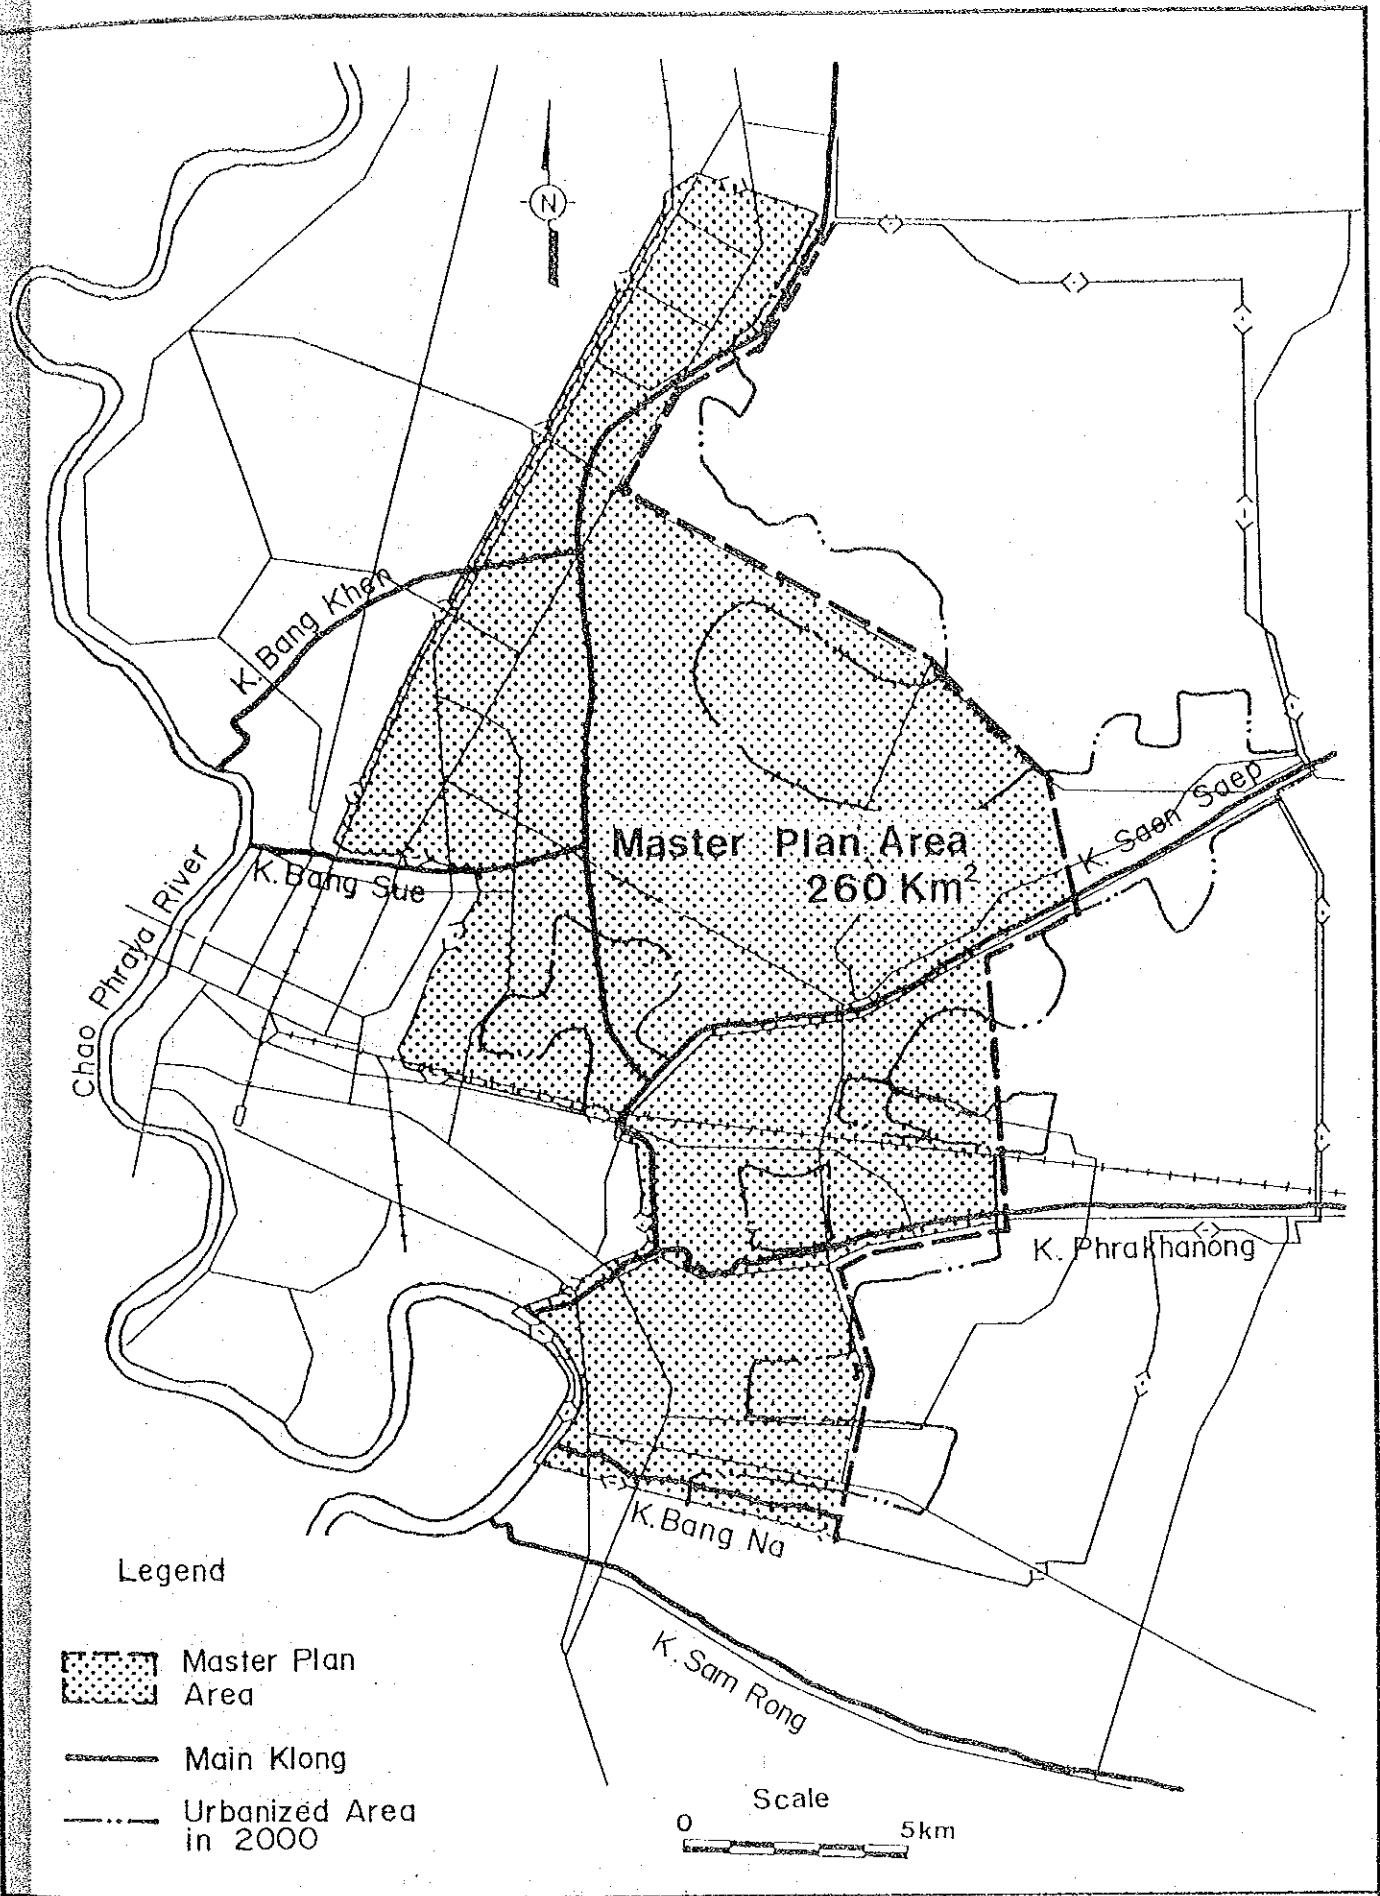 N
K. Bang Khen
Master Plan Area
260 Km²
K. Saen Saep
K. Bang Sue
Chao Phraya River
K. Phrakhanong
K. Bang Na
K. Sam Rong
Legend
Master Plan
Area
Main Klong
Urbanized Area
in 2000
Scale
0 5km